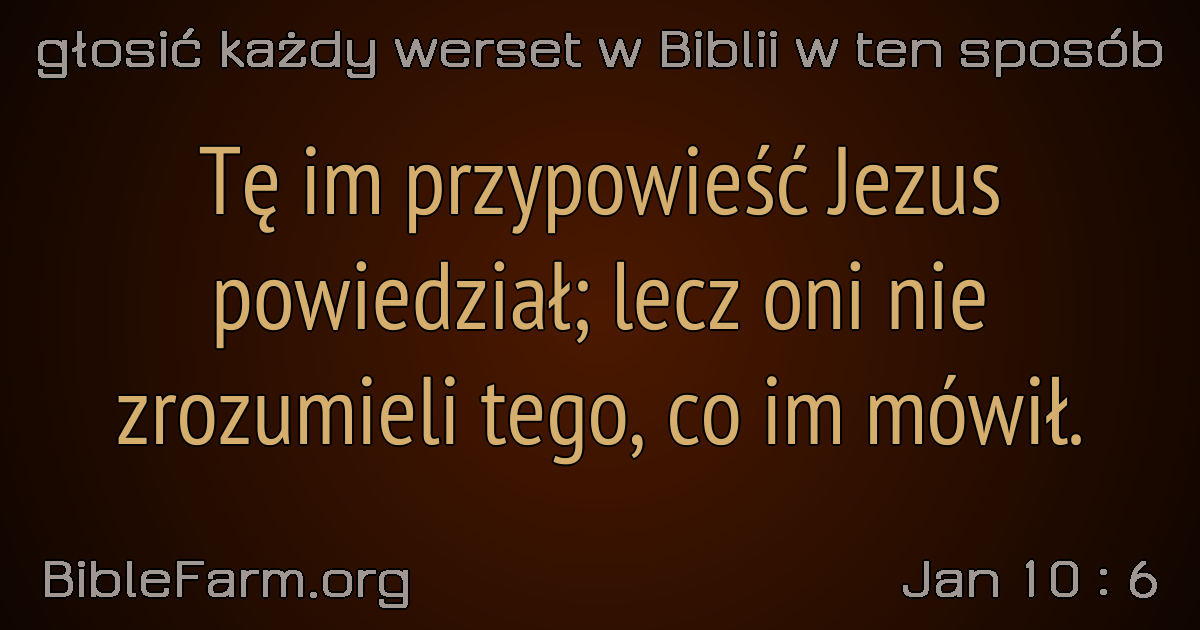 głosić każdy werset w Biblii w ten sposób
Tę im przypowieść Jezus
powiedział; lecz oni nie
zrozumieli tego, co im mówił.
BibleFarm.org
Jan 10 : 6